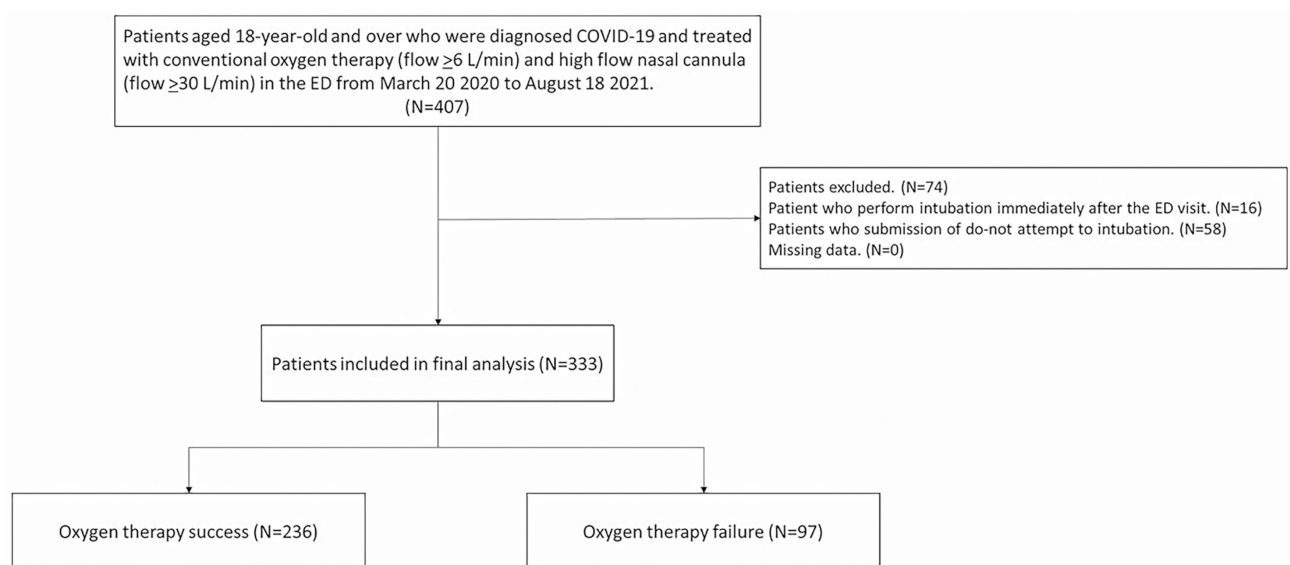 Patients aged 18-year-old and over who were diagnosed COVID-19 and treated
with conventional oxygen therapy (flow ≥6 L/min) and high flow nasal cannula
(flow ≥30 L/min) in the ED from March 20 2020 to August 18 2021.
(N=407)
Patients excluded. (N=74)
Patient who perform intubation immediately after the ED visit. (N=16)
Patients who submission of do-not attempt to intubation. (N=58)
Missing data. (N=0)
Patients included in final analysis (N=333)
Oxygen therapy success (N=236)
Oxygen therapy failure (N=97)